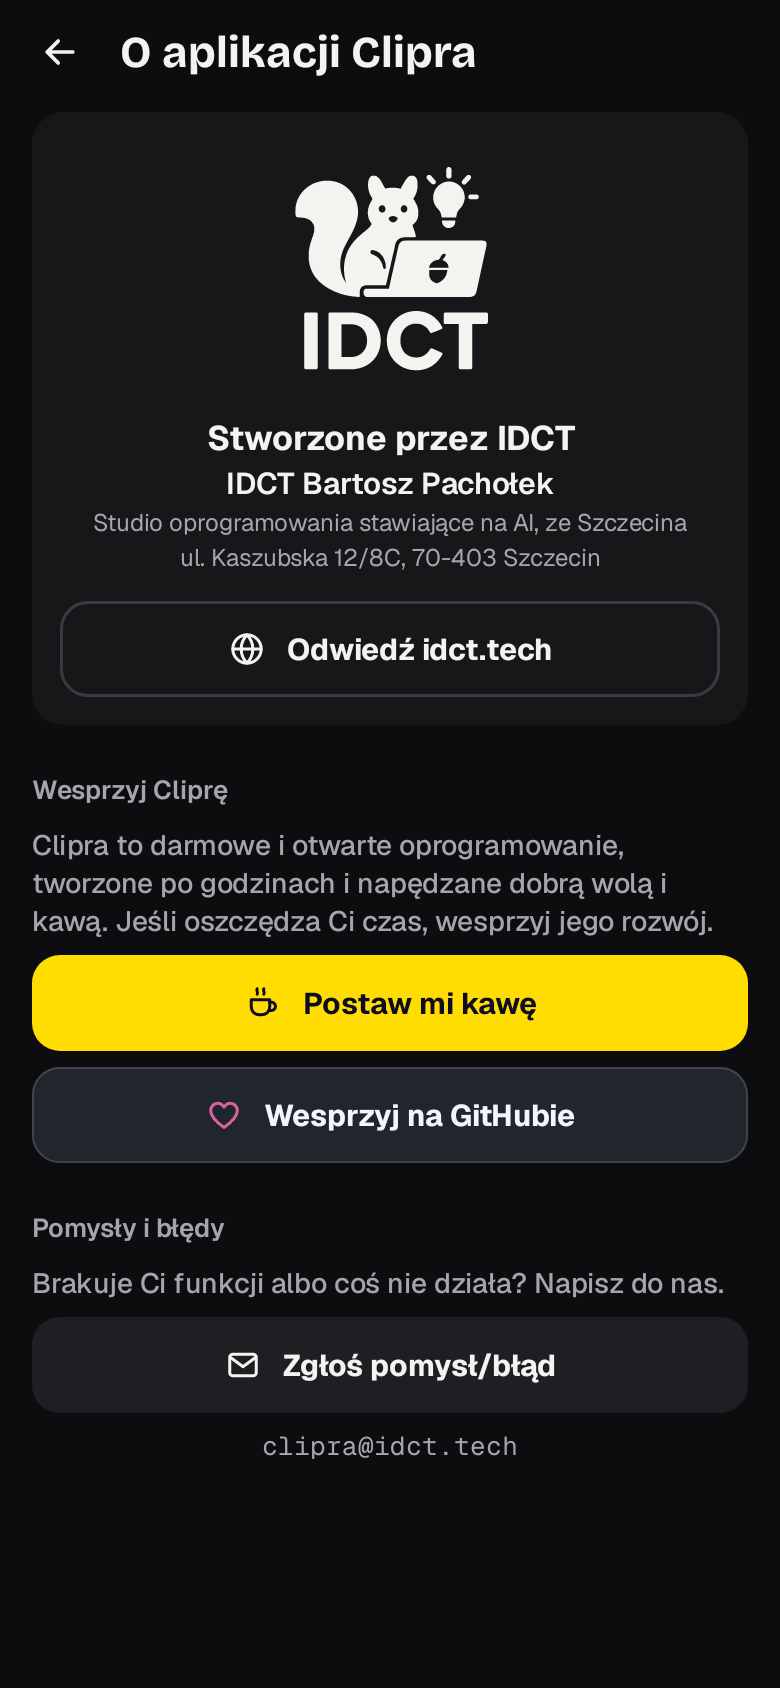 O aplikacji Clipra
IDCT
Stworzone przez IDCT
IDCT Bartosz Pachołek
Studio oprogramowania stawiające na AI, ze Szczecina
ul. Kaszubska 12/8C, 70-403 Szczecin
Odwiedź idct.tech
Wesprzyj Cliprę
Clipra to darmowe i otwarte oprogramowanie,
tworzone po godzinach i napędzane dobrą wolą i
kawą. Jeśli oszczędza Ci czas, wesprzyj jego rozwój.
Postaw mi kawę
Wesprzyj na GitHubie
Pomysły i błędy
Brakuje Ci funkcji albo coś nie działa? Napisz do nas.
Zgłoś pomysł/błąd
clipra@idct.tech